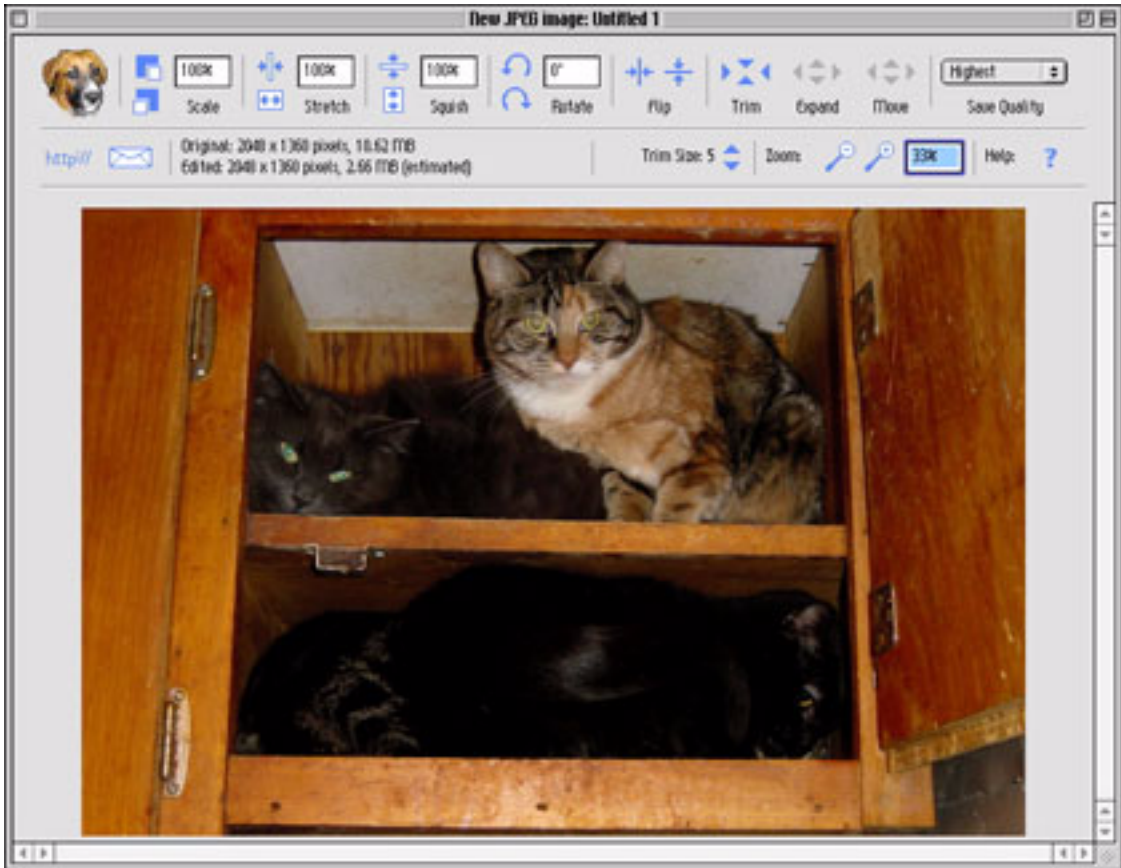 New JPEG image: Untitled 1
100% 100% 100% 0° Highest
Scale Stretch Squish Rotate Flip Trim Expand Move Save Quality
http:// Original: 2048 x 1360 pixels, 10.62 MB
Edited: 2048 x 1360 pixels, 2.66 MB (estimated)
Trim Size: 5 Zoom: 33% Help: ?